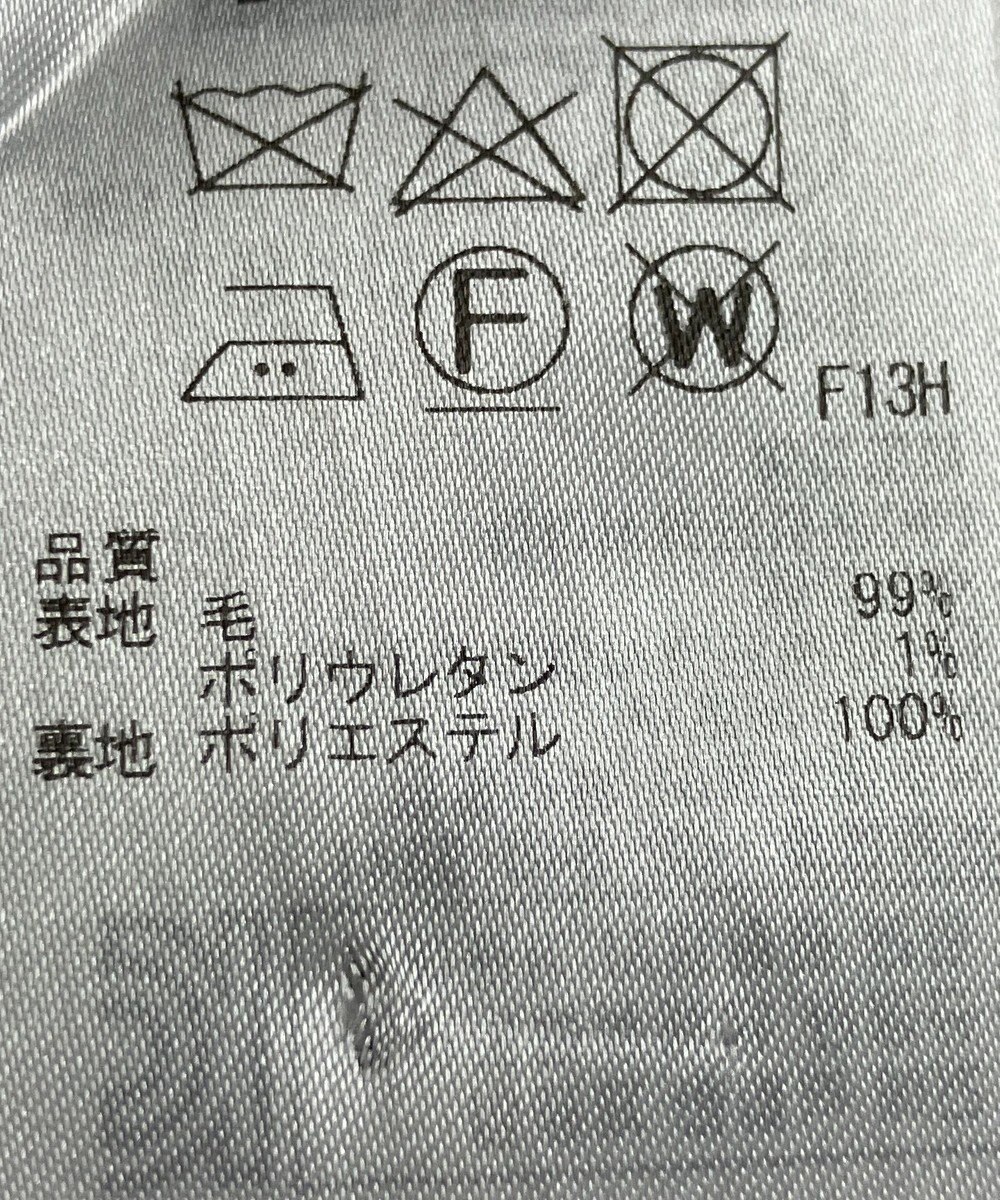 F W F13H
品質
表地 毛 99%
ポリウレタン 1%
裏地 ポリエステル 100%